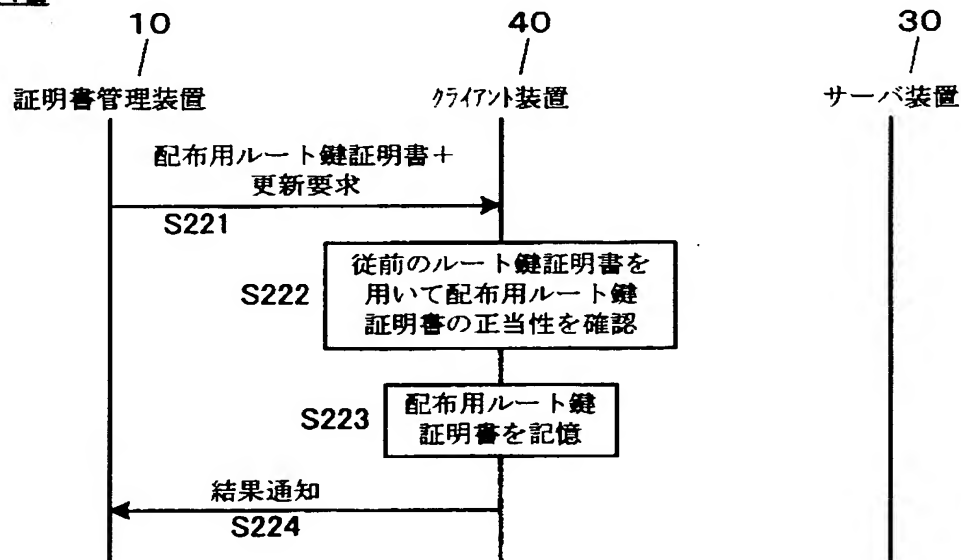 10
40
30
証明書管理装置
クライアント装置
サーバ装置
配布用ルート鍵証明書+
更新要求
S221
S222
従前のルート鍵証明書を
用いて配布用ルート鍵
証明書の正当性を確認
S223
配布用ルート鍵
証明書を記憶
結果通知
S224